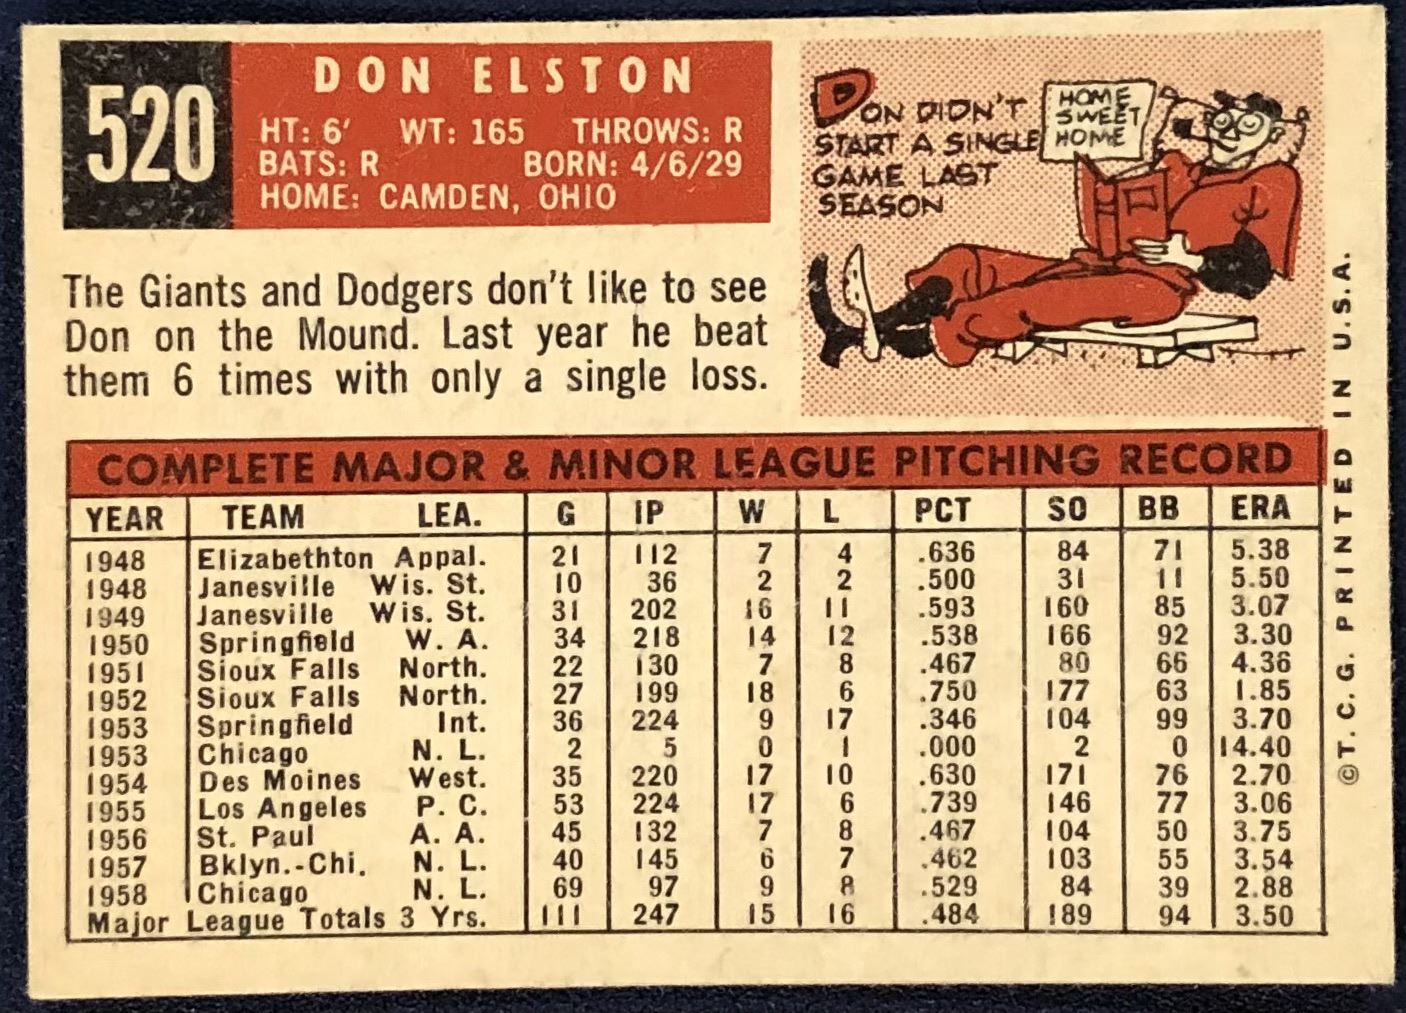 520
DON ELSTON
HT: 6' WT: 165 THROWS: R
BATS: R BORN: 4/6/29
HOME: CAMDEN, OHIO
DON DIDN'T
START A SINGLE
GAME LAST
SEASON
HOME
SWEET
HOME
The Giants and Dodgers don't like to see
Don on the Mound. Last year he beat
them 6 times with only a single loss.
COMPLETE MAJOR & MINOR LEAGUE PITCHING RECORD
YEAR TEAM LEA. G IP W L PCT SO BB ERA
1948 Elizabethton Appal. 21 112 7 4 .636 84 71 5.38
1948 Janesville Wis. St. 10 36 2 2 .500 31 11 5.50
1949 Janesville Wis. St. 31 202 16 11 .593 160 85 3.07
1950 Springfield W. A. 34 218 14 12 .538 166 92 3.30
1951 Sioux Falls North. 22 130 7 8 .467 80 66 4.36
1952 Sioux Falls North. 27 199 18 6 .750 177 63 1.85
1953 Springfield Int. 36 224 9 17 .346 104 99 3.70
1953 Chicago N. L. 2 5 0 1 .000 2 0 14.40
1954 Des Moines West. 35 220 17 10 .630 171 76 2.70
1955 Los Angeles P. C. 53 224 17 6 .739 146 77 3.06
1956 St. Paul A. A. 45 132 7 8 .467 104 50 3.75
1957 Bklyn.-Chi. N. L. 40 145 6 7 .462 103 55 3.54
1958 Chicago N. L. 69 97 9 8 .529 84 39 2.88
Major League Totals 3 Yrs. 111 247 15 16 .484 189 94 3.50
©T.C.G. PRINTED IN U.S.A.